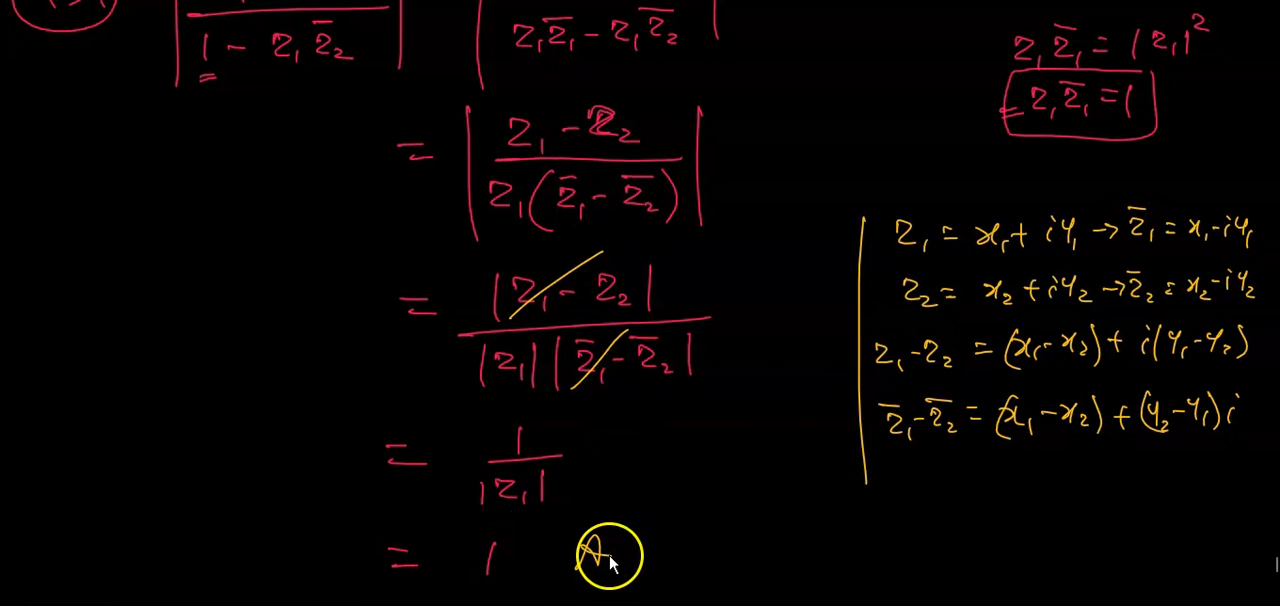 1 - z₁z̄₂
z₁z̄₁ - z₁z̄₂
= | (z₁ - z₂) / (z₁(z̄₁ - z̄₂)) |
= |z₁ - z₂| / (|z₁| |z̄₁ - z̄₂|)
= 1 / |z₁|
= 1 A
z₁z̄₁ = |z₁|²
= z₁z̄₁ = 1
z₁ = x₁ + iy₁ → z̄₁ = x₁ - iy₁
z₂ = x₂ + iy₂ → z̄₂ = x₂ - iy₂
z₁ - z₂ = (x₁ - x₂) + i(y₁ - y₂)
z̄₁ - z̄₂ = (x₁ - x₂) + (y₂ - y₁)i